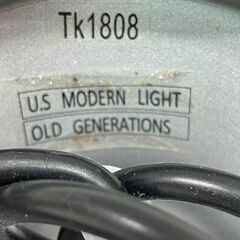 Tk1808
U.S MODERN LIGHT
OLD GENERATIONS